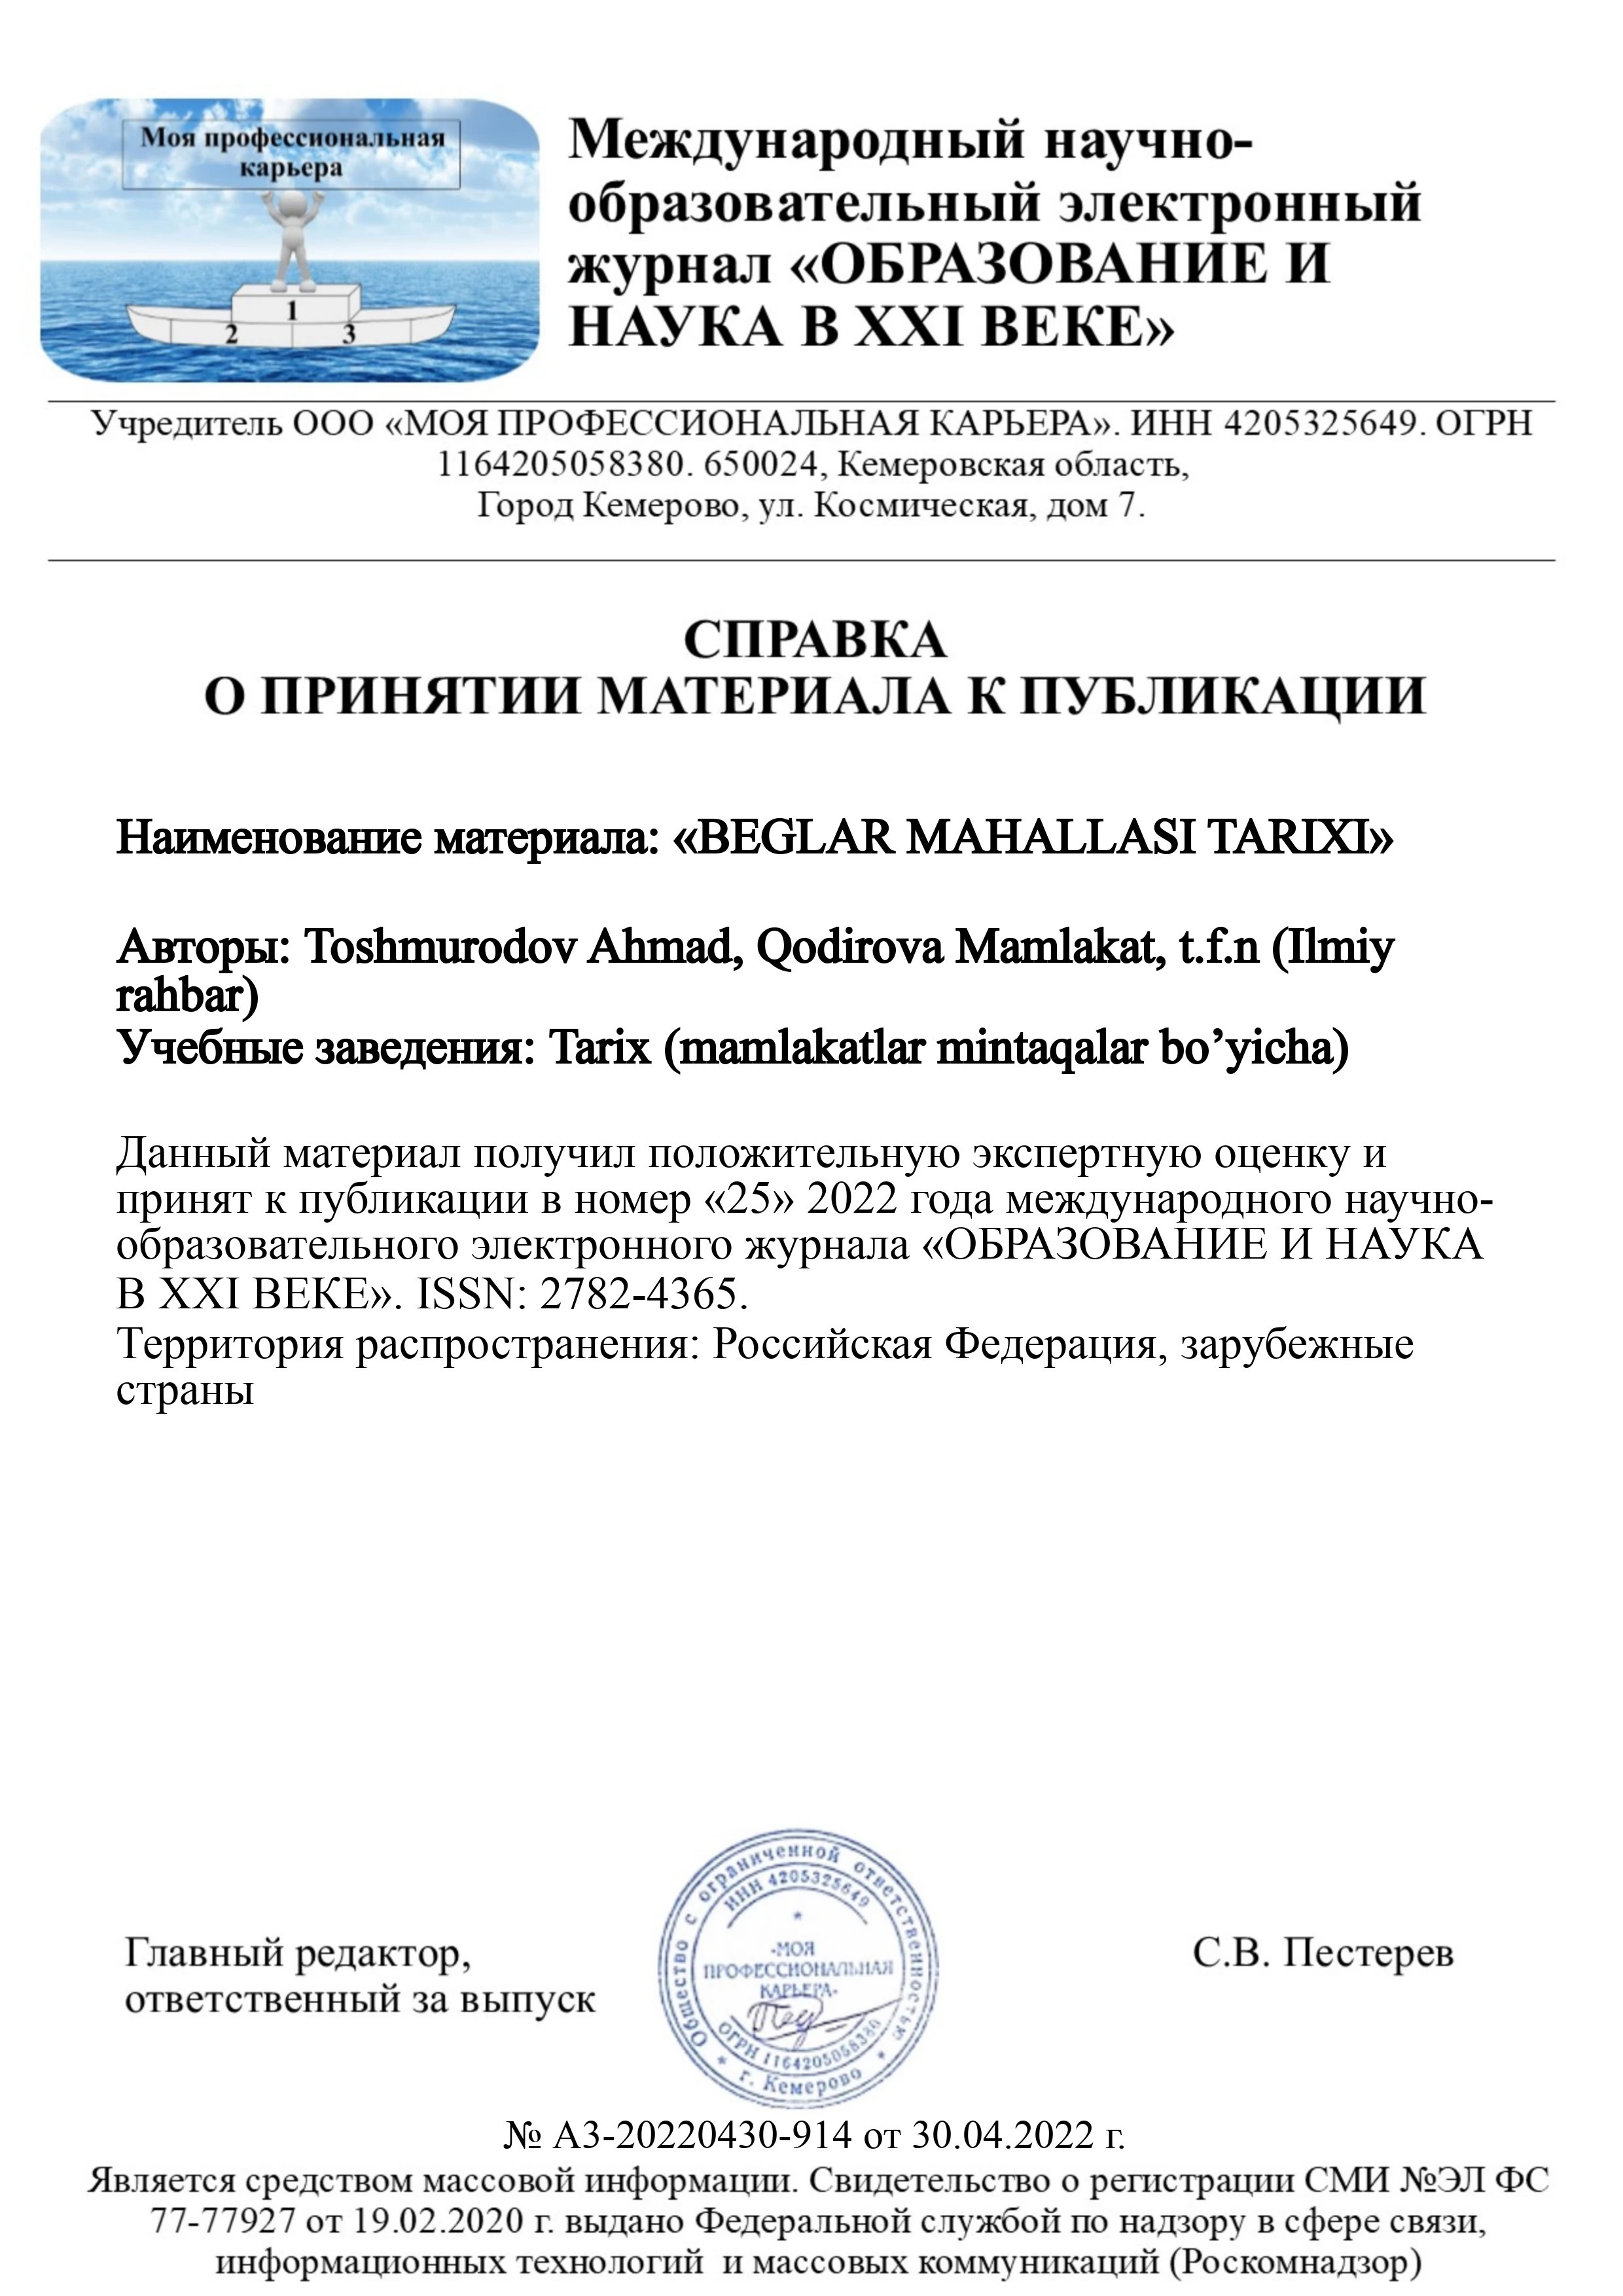 Моя профессиональная
карьера
1
2
3
Международный научно-
образовательный электронный
журнал «ОБРАЗОВАНИЕ И
НАУКА В XXI ВЕКЕ»
Учредитель ООО «МОЯ ПРОФЕССИОНАЛЬНАЯ КАРЬЕРА». ИНН 4205325649. ОГРН
1164205058380. 650024, Кемеровская область,
Город Кемерово, ул. Космическая, дом 7.
СПРАВКА
О ПРИНЯТИИ МАТЕРИАЛА К ПУБЛИКАЦИИ
Наименование материала: «BEGLAR MAHALLASI TARIXI»
Авторы: Toshmurodov Ahmad, Qodirova Mamlakat, t.f.n (Ilmiy
rahbar)
Учебные заведения: Tarix (mamlakatlar mintaqalar bo’yicha)
Данный материал получил положительную экспертную оценку и
принят к публикации в номер «25» 2022 года международного научно-
образовательного электронного журнала «ОБРАЗОВАНИЕ И НАУКА
В XXI ВЕКЕ». ISSN: 2782-4365.
Территория распространения: Российская Федерация, зарубежные
страны
Главный редактор,
ответственный за выпуск
Общество с ограниченной ответственностью
ИНН 4205325649
«МОЯ
ПРОФЕССИОНАЛЬНАЯ
КАРЬЕРА»
ОГРН 1164205058380
г. Кемерово
С.В. Пестерев
№ А3-20220430-914 от 30.04.2022 г.
Является средством массовой информации. Свидетельство о регистрации СМИ №ЭЛ ФС
77-77927 от 19.02.2020 г. выдано Федеральной службой по надзору в сфере связи,
информационных технологий и массовых коммуникаций (Роскомнадзор)